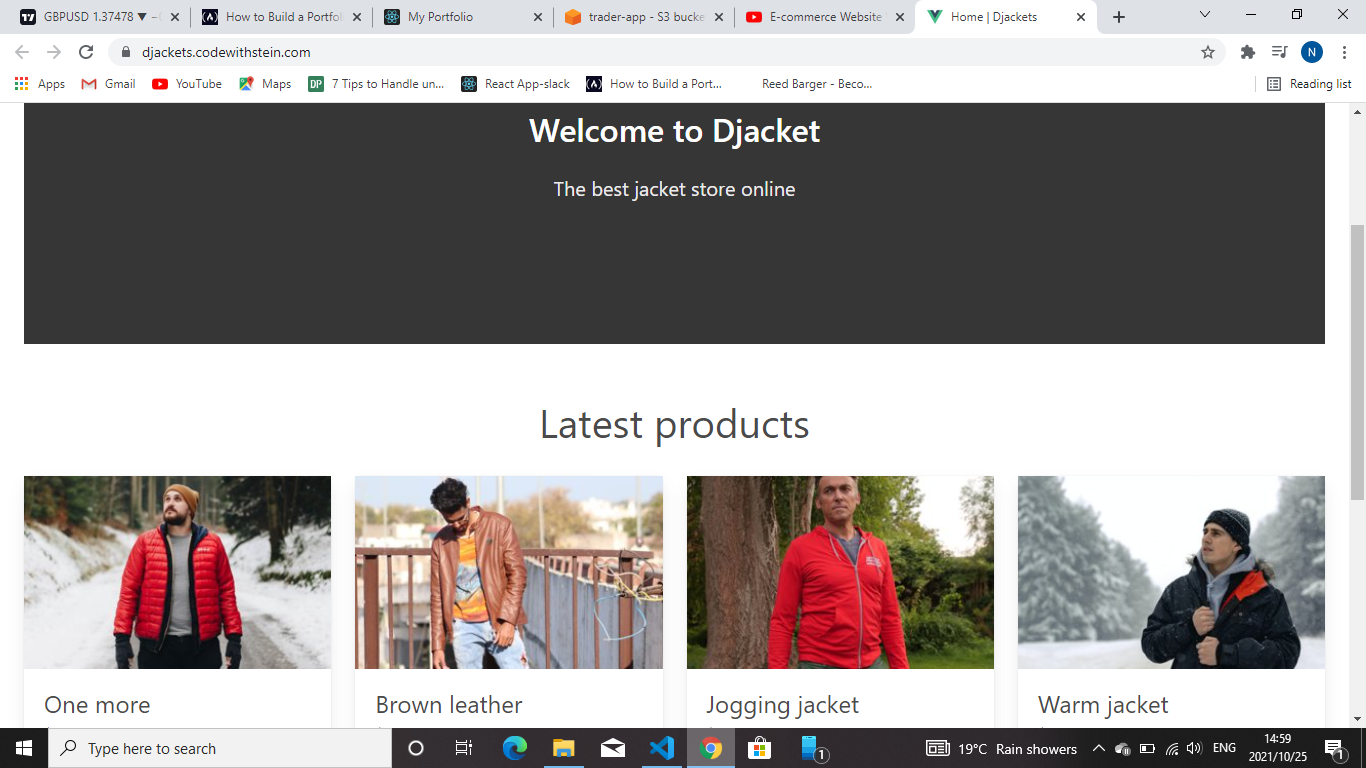 GBPUSD 1.37478 ▼ −
How to Build a Portfol
My Portfolio
trader-app - S3 bucke
E-commerce Website
Home | Djackets
djackets.codewithstein.com
N
Apps
Gmail
YouTube
Maps
DP
7 Tips to Handle un...
React App-slack
How to Build a Port...
Reed Barger - Beco...
Reading list
Welcome to Djacket
The best jacket store online
Latest products
One more
Brown leather
Jogging jacket
Warm jacket
Type here to search
1
19°C Rain showers
ENG
14:59
2021/10/25
1